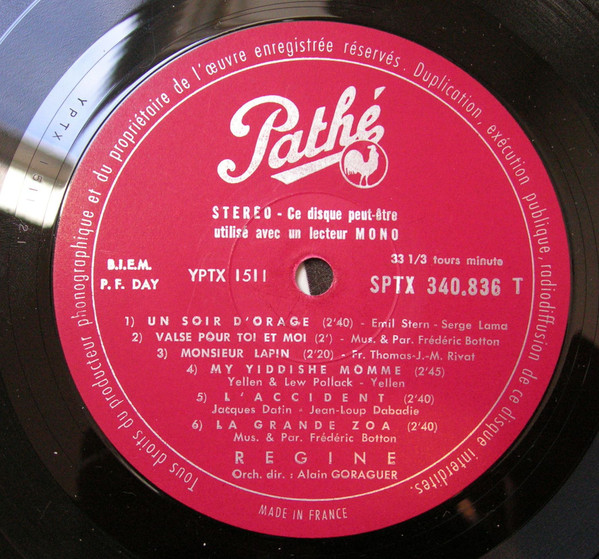 Tous droits du producteur phonographique et du propriétaire de l'œuvre enregistrée réservés. Duplication, exécution publique, radiodiffusion de ce disque interdites.
Pathé
STEREO - Ce disque peut-être
utilisé avec un lecteur MONO
B.I.E.M.
P. F. DAY
YPTX 1511
33 1/3 tours minute
SPTX 340.836 T
1) UN SOIR D'ORAGE (2'40) - Emil Stern - Serge Lama
2) VALSE POUR TOI ET MOI (2') - Mus. & Par. Frédéric Botton
3) MONSIEUR LAPIN (2'20) - Fr. Thomas-J.-M. Rivat
4) MY YIDDISHE MOMME (2'45)
Yellen & Lew Pollack - Yellen
5) L'ACCIDENT (2'40)
Jacques Datin - Jean-Loup Dabadie
6) LA GRANDE ZOA (2'40)
Mus. & Par. Frédéric Botton
REGINE
Orch. dir. : Alain GORAGUER
MADE IN FRANCE
YPTX 1511 21